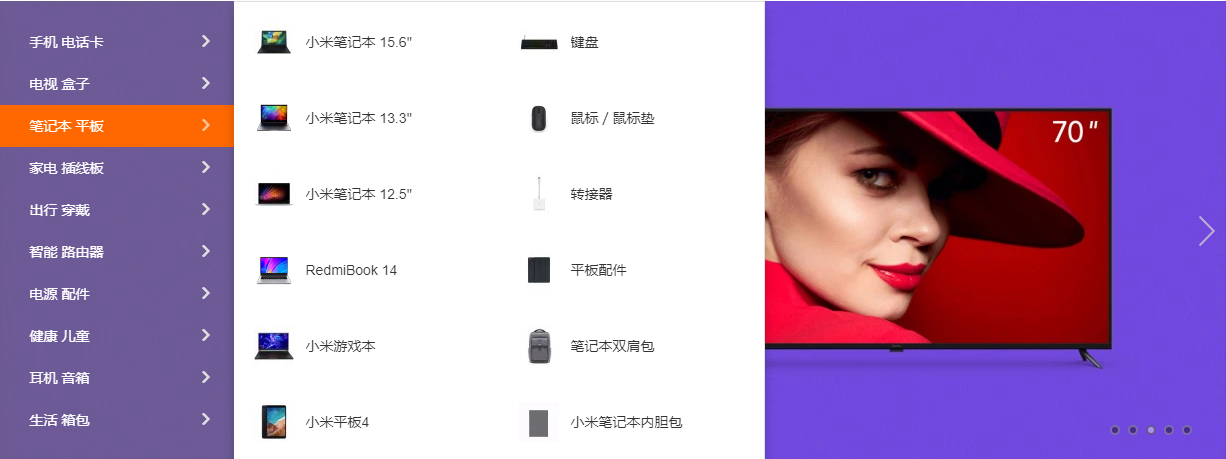 手机 电话卡
电视 盒子
笔记本 平板
家电 插线板
出行 穿戴
智能 路由器
电源 配件
健康 儿童
耳机 音箱
生活 箱包
小米笔记本 15.6"
小米笔记本 13.3"
小米笔记本 12.5"
RedmiBook 14
小米游戏本
小米平板4
键盘
鼠标 / 鼠标垫
转接器
平板配件
笔记本双肩包
小米笔记本内胆包
70"